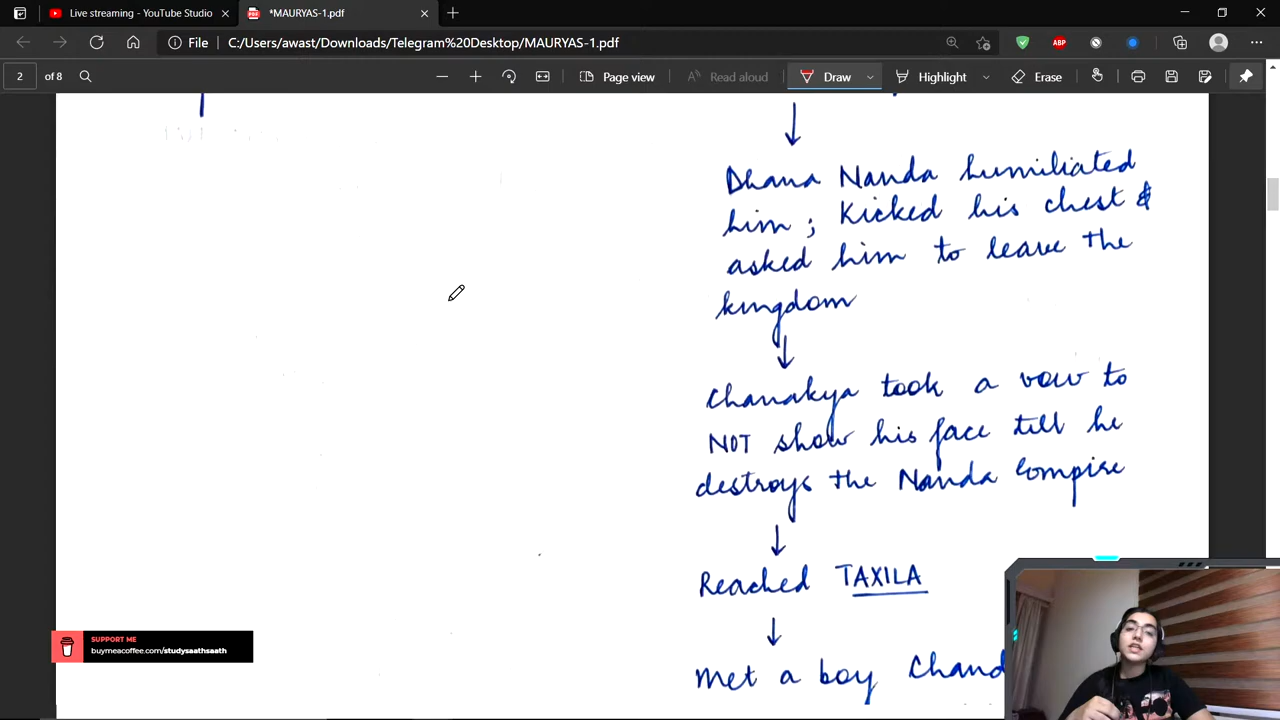 Live streaming - YouTube Studio
*MAURYAS-1.pdf
File
C:/Users/awast/Downloads/Telegram%20Desktop/MAURYAS-1.pdf
2 of 8
Page view
Read aloud
Draw
Highlight
Erase
ABP
Dhana Nanda humiliated
him; Kicked his chest &
asked him to leave the
kingdom
↓
Chanakya took a vow to
NOT show his face till he
destroys the Nanda Empire
↓
Reached TAXILA
↓
Met a boy Chand
SUPPORT ME
buymeacoffee.com/studysaathsaath